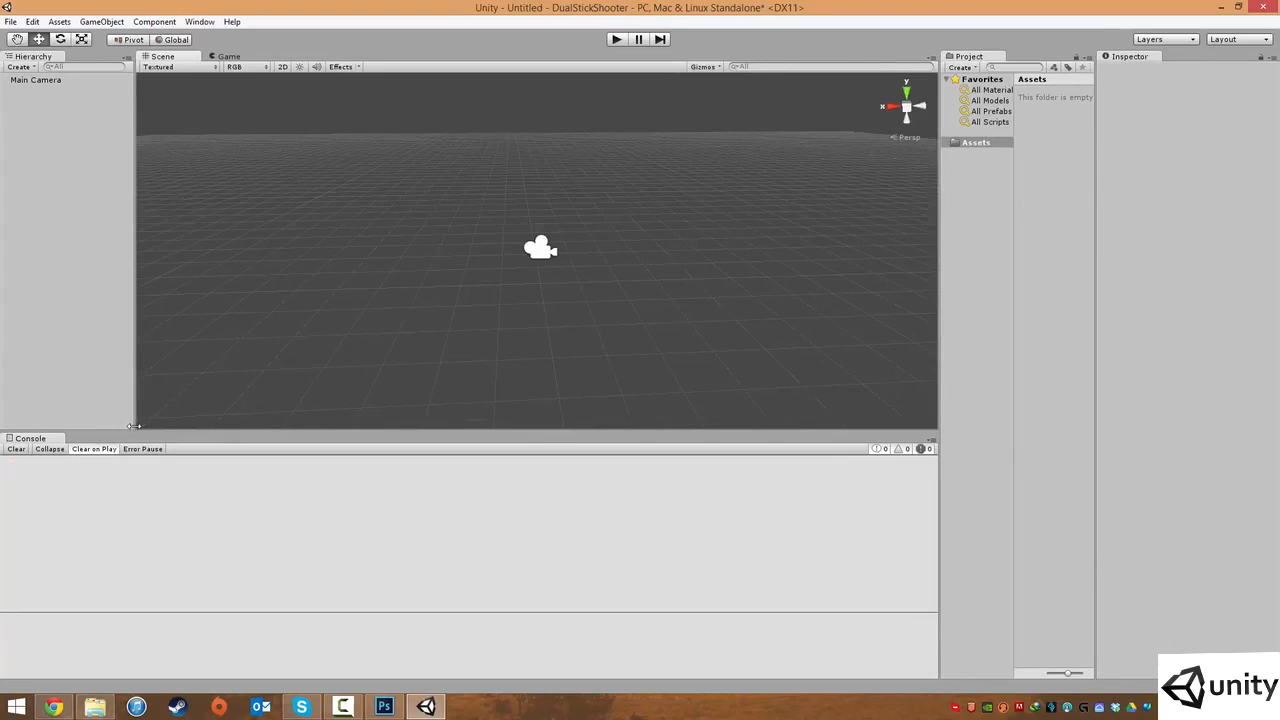 Unity - Untitled - DualStickShooter - PC, Mac & Linux Standalone* <DX11>
File Edit Assets GameObject Component Window Help
Pivot Global Layers Layout
Hierarchy Scene Game Project Inspector
Create All Textured RGB 2D Effects Gizmos All Create
Main Camera
Favorites Assets
All Material
This folder is empty
All Models
All Prefabs
All Scripts
Assets
y
x
Persp
Console
Clear Collapse Clear on Play Error Pause 0 0 0
Ps
unity